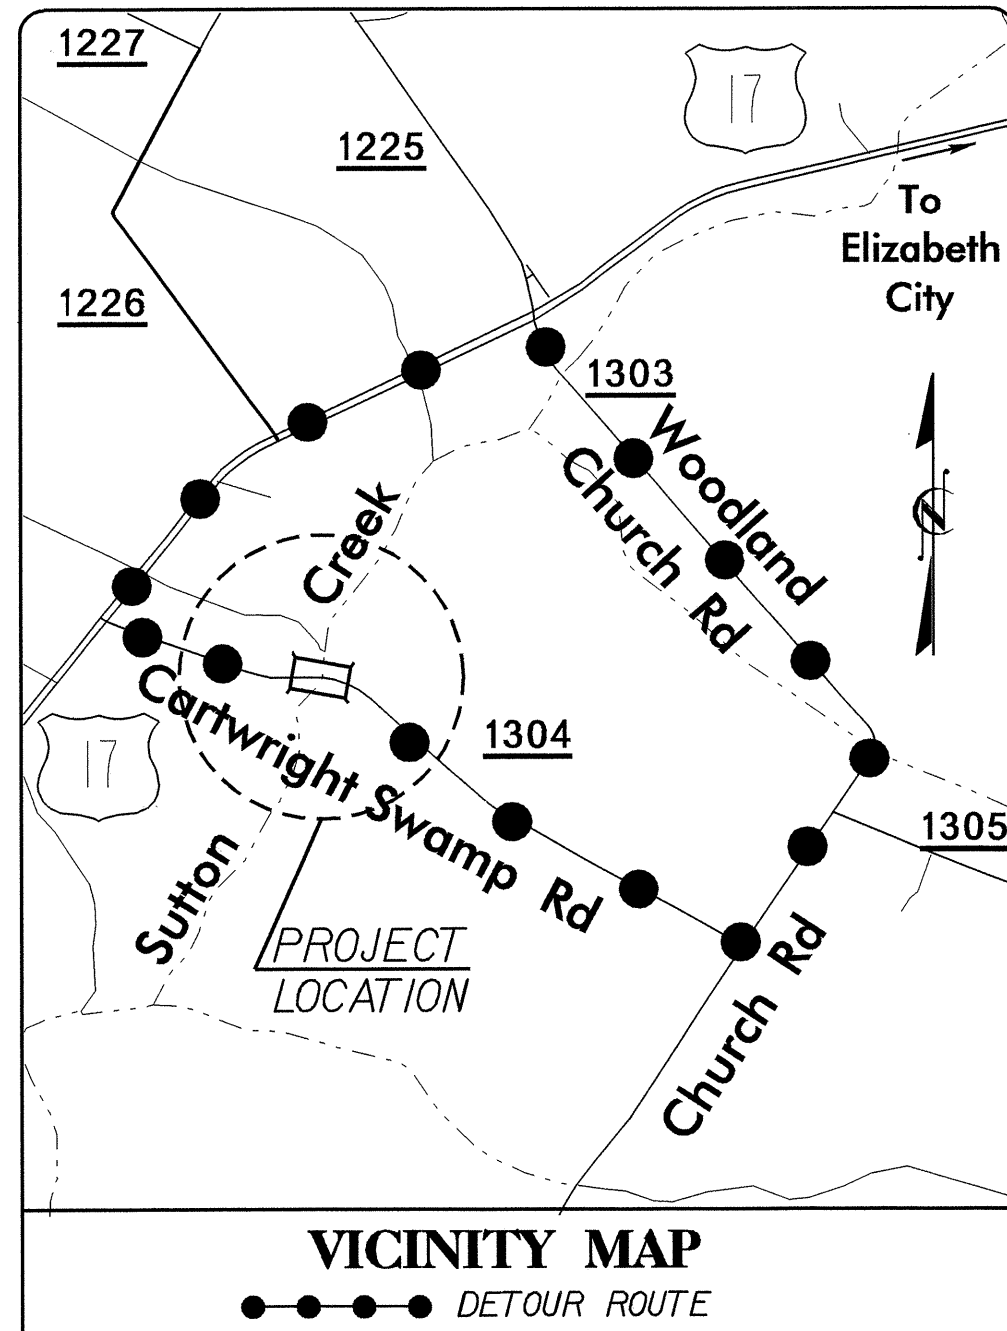 1227
17
1225
To
Elizabeth
City
1226
1303
Woodland
Church Rd
Creek
Cartwright Swamp Rd
1304
17
1305
Sutton
PROJECT
LOCATION
Church Rd
N
VICINITY MAP
DETOUR ROUTE